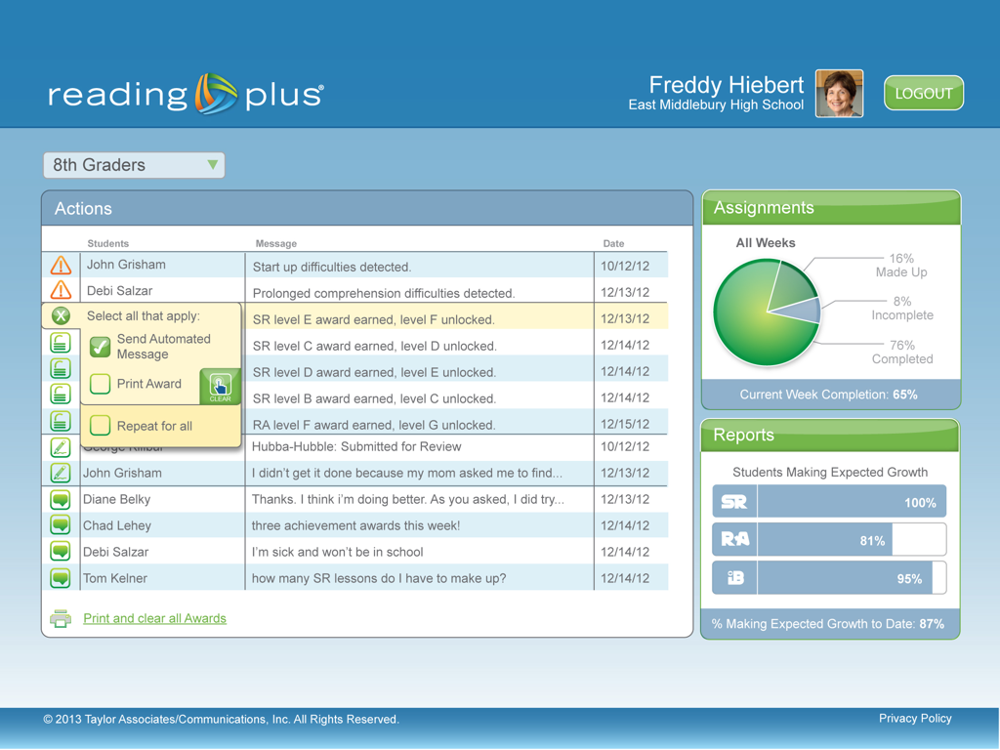 reading plus®
Freddy Hiebert
East Middlebury High School
LOGOUT
8th Graders
Actions
Students Message Date
John Grisham Start up difficulties detected. 10/12/12
Debi Salzar Prolonged comprehension difficulties detected. 12/13/12
SR level E award earned, level F unlocked. 12/13/12
SR level C award earned, level D unlocked. 12/14/12
SR level D award earned, level E unlocked. 12/14/12
SR level B award earned, level C unlocked. 12/14/12
RA level F award earned, level G unlocked. 12/15/12
Hubba-Hubble: Submitted for Review 10/12/12
John Grisham I didn't get it done because my mom asked me to find... 12/13/12
Diane Belky Thanks. I think i'm doing better. As you asked, I did try... 12/13/12
Chad Lehey three achievement awards this week! 12/14/12
Debi Salzar I'm sick and won't be in school 12/14/12
Tom Kelner how many SR lessons do I have to make up? 12/14/12
Select all that apply:
Send Automated
Message
Print Award
CLEAR
Repeat for all
Print and clear all Awards
Assignments
All Weeks
16%
Made Up
8%
Incomplete
76%
Completed
Current Week Completion: 65%
Reports
Students Making Expected Growth
SR 100%
RA 81%
iB 95%
% Making Expected Growth to Date: 87%
© 2013 Taylor Associates/Communications, Inc. All Rights Reserved.
Privacy Policy